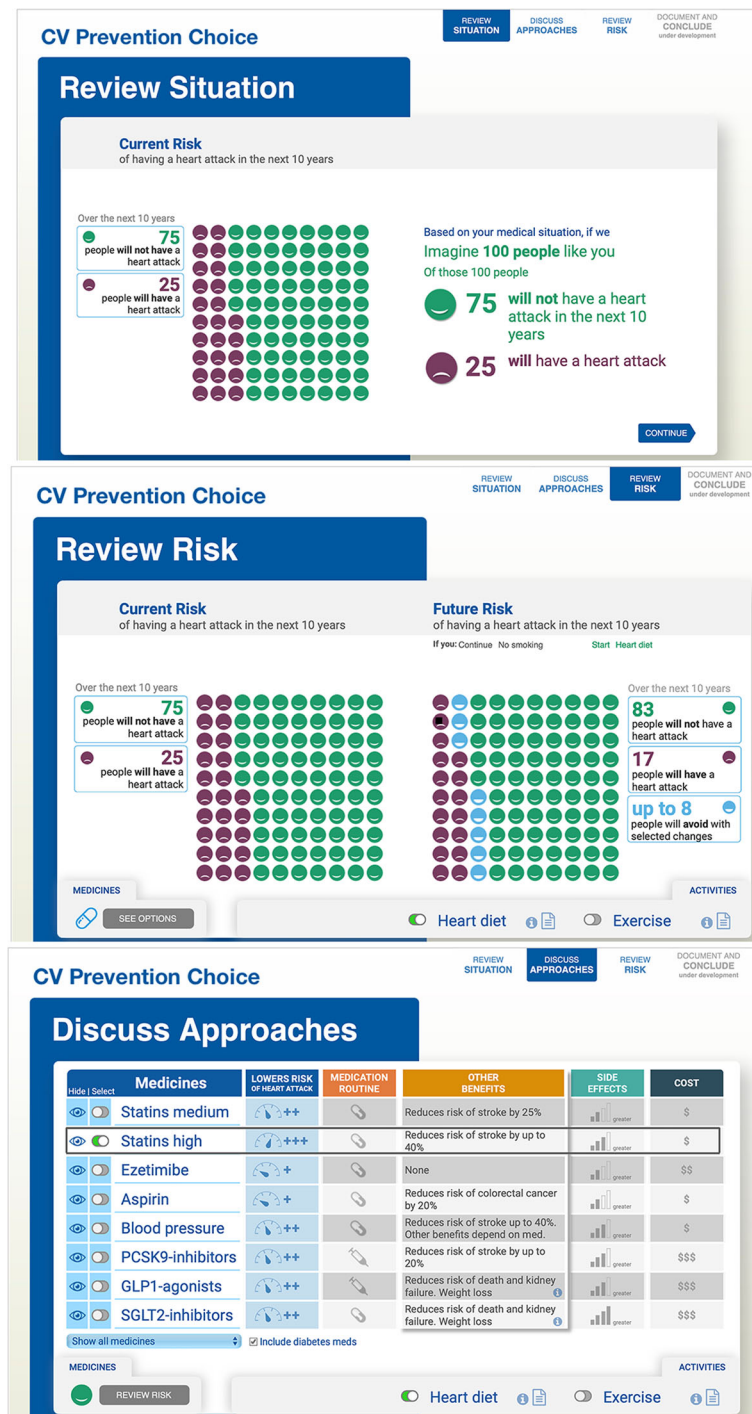 CV Prevention Choice
REVIEW SITUATION
DISCUSS APPROACHES
REVIEW RISK
DOCUMENT AND CONCLUDE under development
Review Situation
Current Risk
of having a heart attack in the next 10 years
Over the next 10 years
75
people will not have a
heart attack
25
people will have a
heart attack
Based on your medical situation, if we
Imagine 100 people like you
Of those 100 people
75 will not have a heart
attack in the next 10
years
25 will have a heart attack
CONTINUE
CV Prevention Choice
REVIEW SITUATION
DISCUSS APPROACHES
REVIEW RISK
DOCUMENT AND CONCLUDE under development
Review Risk
Current Risk
of having a heart attack in the next 10 years
Future Risk
of having a heart attack in the next 10 years
If you: Continue No smoking Start Heart diet
Over the next 10 years
75
people will not have a
heart attack
25
people will have a
heart attack
Over the next 10 years
83
people will not have a
heart attack
17
people will have a
heart attack
up to 8
people will avoid with
selected changes
MEDICINES
SEE OPTIONS
ACTIVITIES
Heart diet
Exercise
CV Prevention Choice
REVIEW SITUATION
DISCUSS APPROACHES
REVIEW RISK
DOCUMENT AND CONCLUDE under development
Discuss Approaches
Hide | Select Medicines LOWERS RISK OF HEART ATTACK MEDICATION ROUTINE OTHER BENEFITS SIDE EFFECTS COST
Statins medium ++ Reduces risk of stroke by 25% greater $
Statins high +++ Reduces risk of stroke by up to 40% greater $
Ezetimibe + None greater $$
Aspirin + Reduces risk of colorectal cancer by 20% greater $
Blood pressure ++ Reduces risk of stroke up to 40%. Other benefits depend on med. greater $
PCSK9-inhibitors ++ Reduces risk of stroke by up to 20% greater $$$
GLP1-agonists ++ Reduces risk of death and kidney failure. Weight loss greater $$$
SGLT2-inhibitors ++ Reduces risk of death and kidney failure. Weight loss greater $$$
Show all medicines
Include diabetes meds
MEDICINES
REVIEW RISK
ACTIVITIES
Heart diet
Exercise